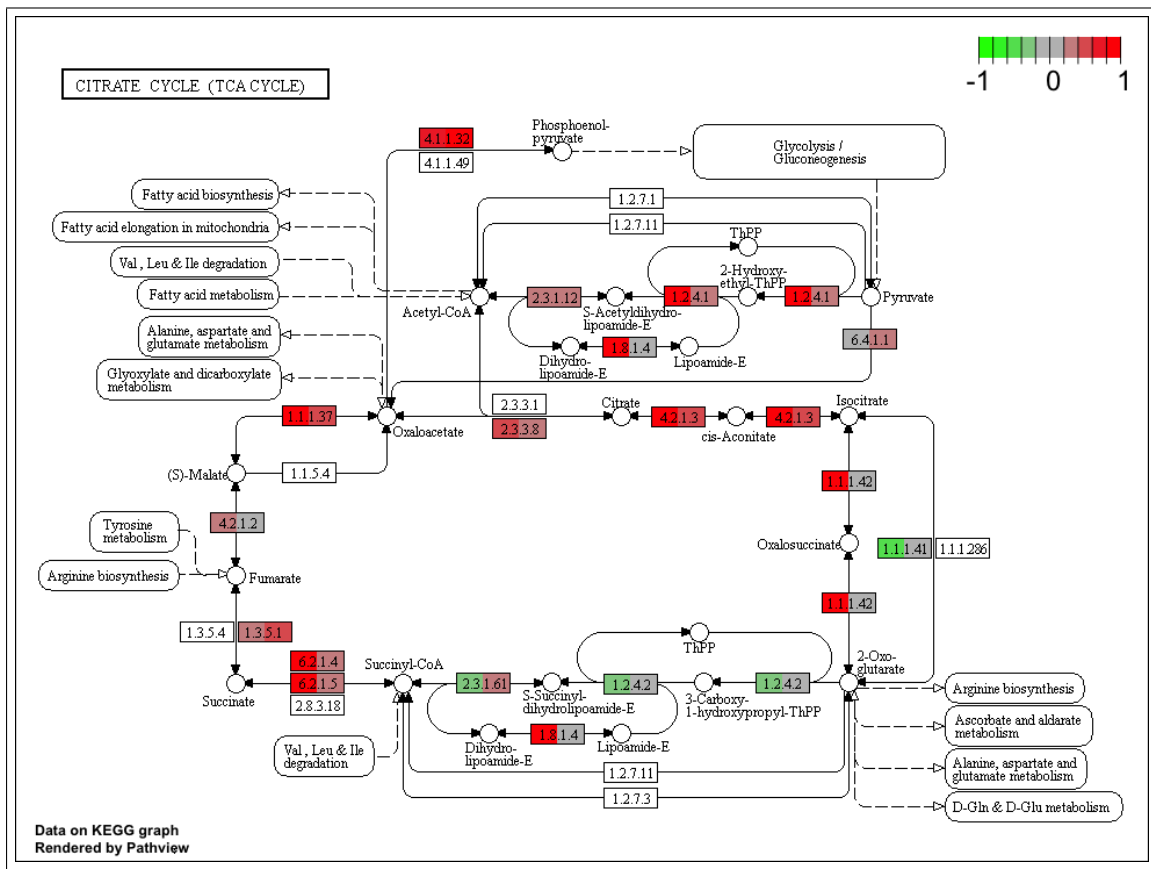 -1 0 1
CITRATE CYCLE (TCA CYCLE)
4.1.1.32
4.1.1.49
Phosphoenol-
pyruvate
Glycolysis /
Gluconeogenesis
Fatty acid biosynthesis
Fatty acid elongation in mitochondria
Val , Leu & Ile degradation
Fatty acid metabolism
Alanine, aspartate and
glutamate metabolism
Glyoxylate and dicarboxylate
metabolism
1.2.7.1
1.2.7.11
ThPP
2-Hydroxy-
ethyl-ThPP
Acetyl-CoA
2.3.1.12
S-Acetyldihydro-
lipoamide-E
1.2.4.1
1.2.4.1
Pyruvate
Dihydro-
lipoamide-E
1.8.1.4
Lipoamide-E
6.4.1.1
1.1.1.37
Oxaloacetate
2.3.3.1
2.3.3.8
Citrate
4.2.1.3
cis-Aconitate
4.2.1.3
Isocitrate
(S)-Malate
1.1.5.4
1.1.1.42
4.2.1.2
Tyrosine
metabolism
Oxalosuccinate
1.1.1.41
1.1.1.286
Arginine biosynthesis
Fumarate
1.1.1.42
1.3.5.4
1.3.5.1
ThPP
2-Oxo-
glutarate
6.2.1.4
6.2.1.5
2.8.3.18
Succinate
Succinyl-CoA
2.3.1.61
S-Succinyl-
dihydrolipoamide-E
1.2.4.2
3-Carboxy-
1-hydroxypropyl-ThPP
1.2.4.2
Arginine biosynthesis
Ascorbate and aldarate
metabolism
Alanine, aspartate and
glutamate metabolism
D-Gln & D-Glu metabolism
Val , Leu & Ile
degradation
Dihydro-
lipoamide-E
1.8.1.4
Lipoamide-E
1.2.7.11
1.2.7.3
Data on KEGG graph
Rendered by Pathview